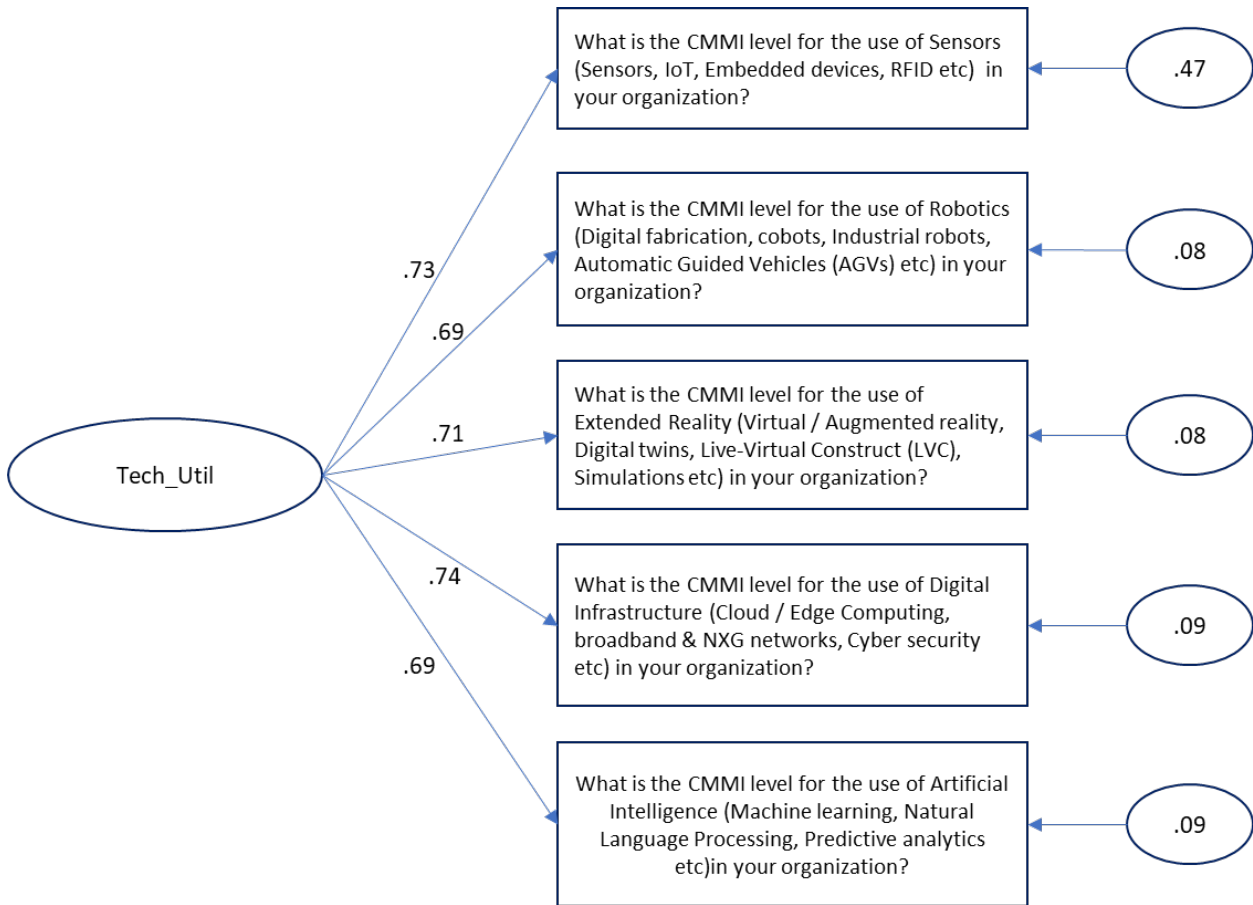 What is the CMMI level for the use of Sensors
(Sensors, IoT, Embedded devices, RFID etc) in
your organization?
.47
What is the CMMI level for the use of Robotics
(Digital fabrication, cobots, Industrial robots,
Automatic Guided Vehicles (AGVs) etc) in your
organization?
.08
.73
.69
What is the CMMI level for the use of
Extended Reality (Virtual / Augmented reality,
Digital twins, Live-Virtual Construct (LVC),
Simulations etc) in your organization?
.08
.71
Tech_Util
.74
What is the CMMI level for the use of Digital
Infrastructure (Cloud / Edge Computing,
broadband & NXG networks, Cyber security
etc) in your organization?
.09
.69
What is the CMMI level for the use of Artificial
Intelligence (Machine learning, Natural
Language Processing, Predictive analytics
etc)in your organization?
.09